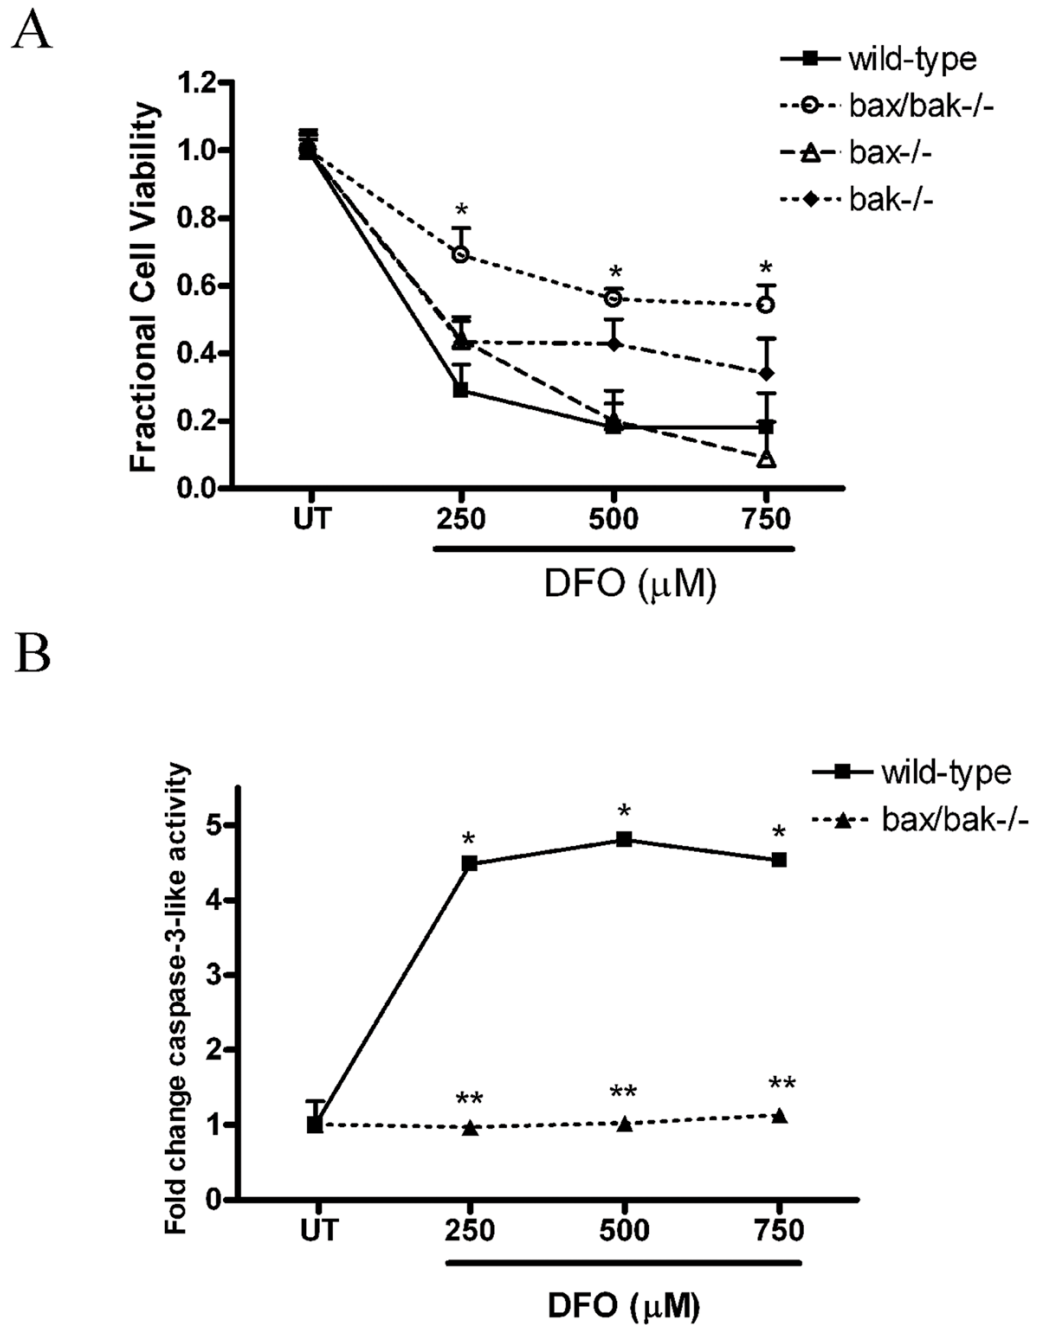 A
wild-type
bax/bak-/-
bax-/-
bak-/-
Fractional Cell Viability
1.2
1.0
0.8
0.6
0.4
0.2
0.0
*
*
*
UT 250 500 750
DFO (μM)
B
wild-type
bax/bak-/-
Fold change caspase-3-like activity
5
4
3
2
1
0
* * *
** ** **
UT 250 500 750
DFO (μM)